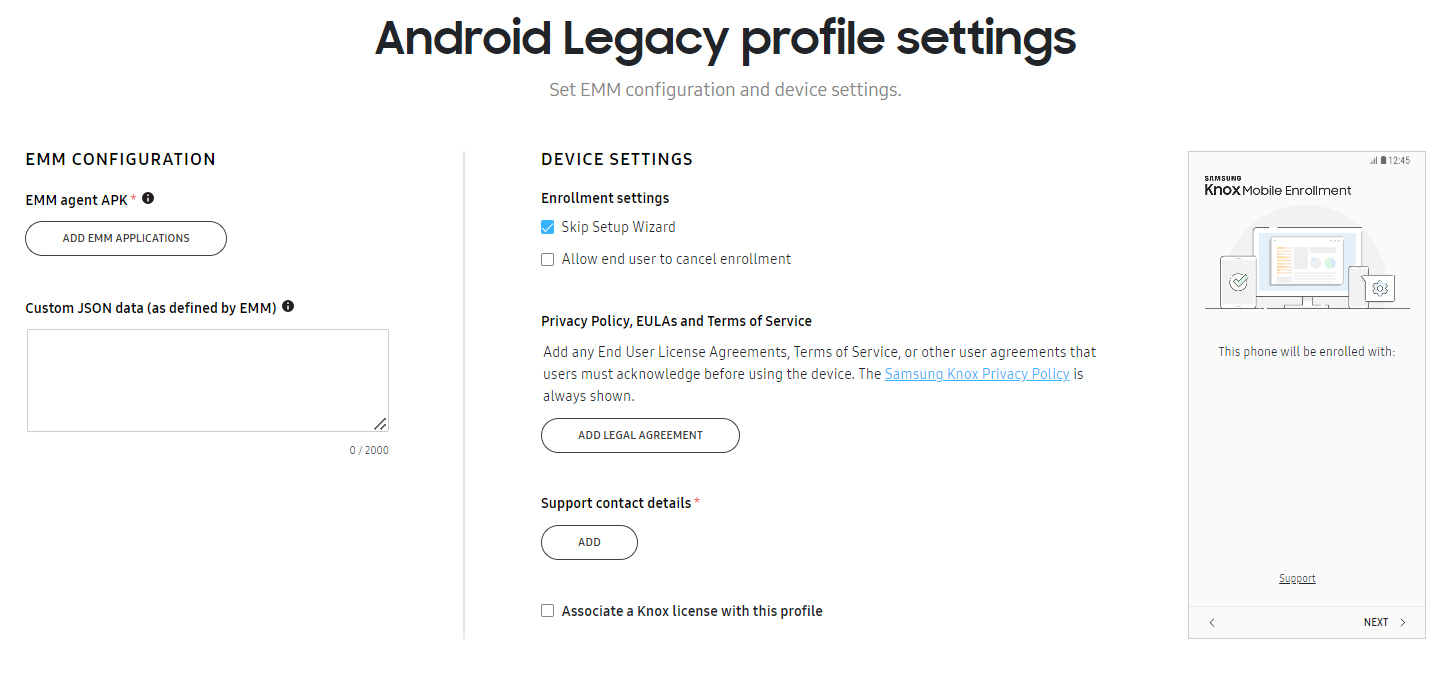 Android Legacy profile settings
Set EMM configuration and device settings.
EMM CONFIGURATION
EMM agent APK *
ADD EMM APPLICATIONS
Custom JSON data (as defined by EMM)
0 / 2000
DEVICE SETTINGS
Enrollment settings
Skip Setup Wizard
Allow end user to cancel enrollment
Privacy Policy, EULAs and Terms of Service
Add any End User License Agreements, Terms of Service, or other user agreements that
users must acknowledge before using the device. The Samsung Knox Privacy Policy is
always shown.
ADD LEGAL AGREEMENT
Support contact details *
ADD
Associate a Knox license with this profile
12:45
SAMSUNG
Knox Mobile Enrollment
This phone will be enrolled with:
Support
NEXT